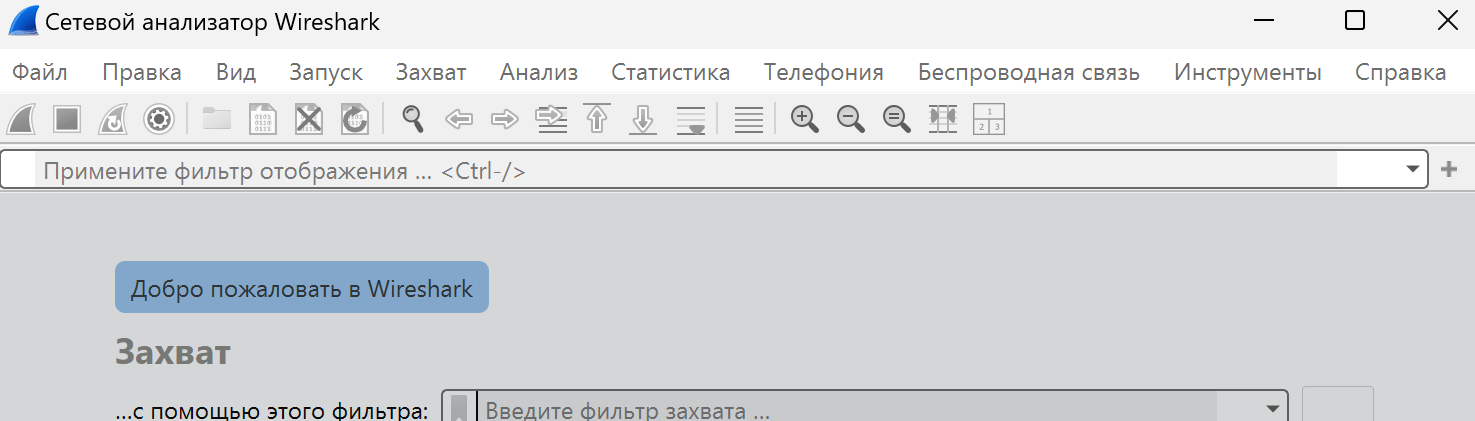 Сетевой анализатор Wireshark
Файл Правка Вид Запуск Захват Анализ Статистика Телефония Беспроводная связь Инструменты Справка
Примените фильтр отображения ... <Ctrl-/>
Добро пожаловать в Wireshark
Захват
...с помощью этого фильтра: Введите фильтр захвата ...